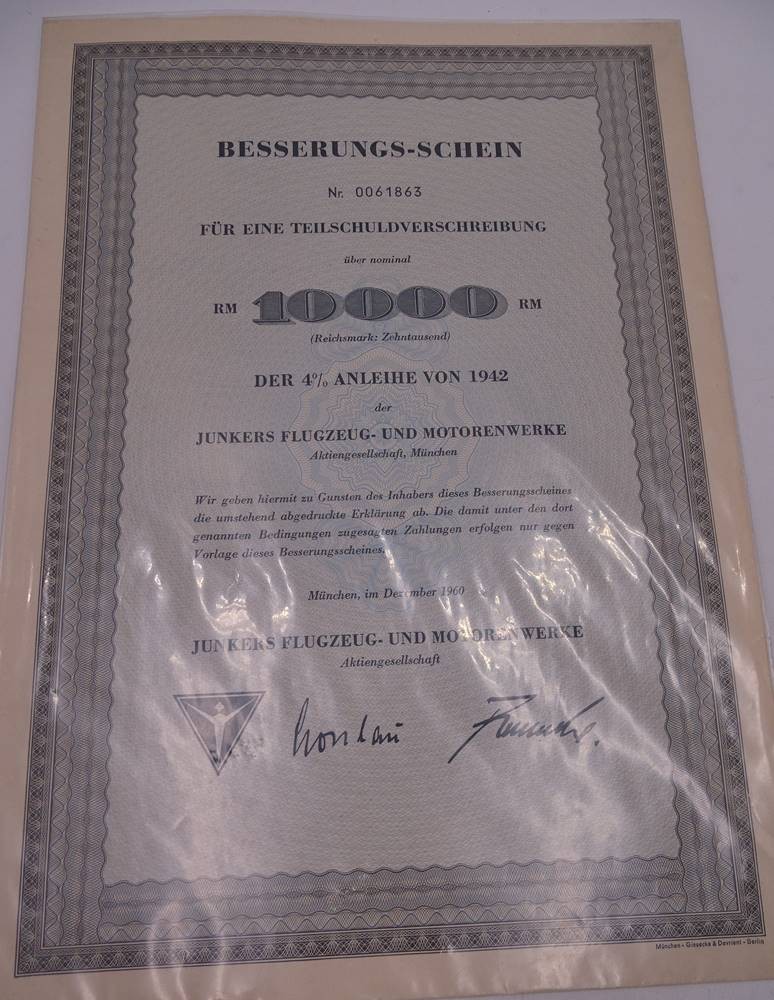 BESSERUNGS-SCHEIN
Nr. 0061863
FÜR EINE TEILSCHULDVERSCHREIBUNG
über nominal
RM 10000 RM
(Reichsmark: Zehntausend)
DER 4% ANLEIHE VON 1942
der
JUNKERS FLUGZEUG- UND MOTORENWERKE
Aktiengesellschaft, München
Wir geben hiermit zu Gunsten des Inhabers dieses Besserungsscheines
die umstehend abgedruckte Erklärung ab. Die damit unter den dort
genannten Bedingungen zugesagten Zahlungen erfolgen nur gegen
Vorlage dieses Besserungsscheines.
München, im Dezember 1960
JUNKERS FLUGZEUG- UND MOTORENWERKE
Aktiengesellschaft
München - Giesecke & Devrient - Berlin